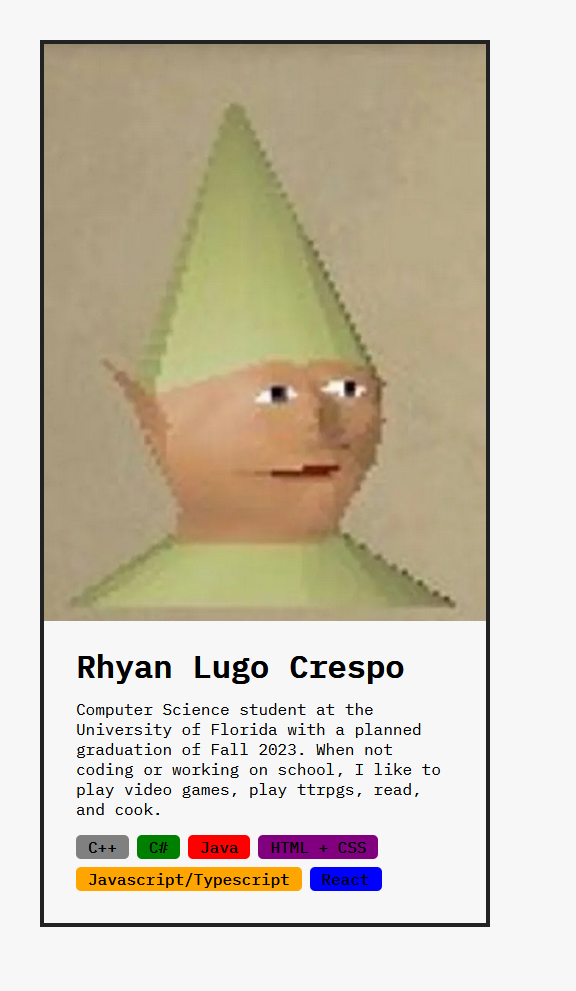 Rhyan Lugo Crespo
Computer Science student at the
University of Florida with a planned
graduation of Fall 2023. When not
coding or working on school, I like to
play video games, play ttrpgs, read,
and cook.
C++ C# Java HTML + CSS
Javascript/Typescript React